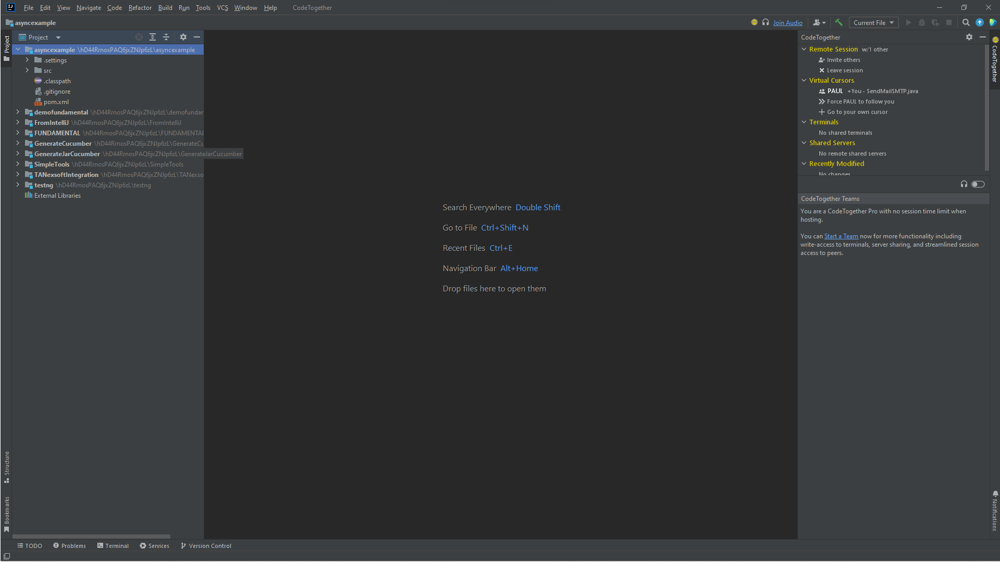 IJ File Edit View Navigate Code Refactor Build Run Tools VCS Window Help CodeTogether
asyncexample
Join Audio
Current File
Project
Project
asyncexample \hD44RrnosPAQ6jxZNJp6zL\asyncexample
.settings
src
.classpath
.gitignore
pom.xml
demofundamental \hD44RrnosPAQ6jxZNJp6zL\demofundar
FromIntelliJ \hD44RrnosPAQ6jxZNJp6zL\FromIntelliJ
FUNDAMENTAL \hD44RrnosPAQ6jxZNJp6zL\FUNDAMENTAL
GenerateCucumber \hD44RrnosPAQ6jxZNJp6zL\GenerateCu
GenerateJarCucumber \hD44RrnosPAQ6jxZNJp6zL\GenerateJarCucumber
SimpleTools \hD44RrnosPAQ6jxZNJp6zL\SimpleTools
TANexsoftIntegration \hD44RrnosPAQ6jxZNJp6zL\TANexso
testng \hD44RrnosPAQ6jxZNJp6zL\testng
External Libraries
Structure
Bookmarks
Search Everywhere Double Shift
Go to File Ctrl+Shift+N
Recent Files Ctrl+E
Navigation Bar Alt+Home
Drop files here to open them
CodeTogether
Remote Session w/1 other
Invite others
Leave session
Virtual Cursors
PAUL +You - SendMailSMTP.java
Force PAUL to follow you
Go to your own cursor
Terminals
No shared terminals
Shared Servers
No remote shared servers
Recently Modified
No changes
CodeTogether Teams
You are a CodeTogether Pro with no session time limit when
hosting.
You can Start a Team now for more functionality including
write-access to terminals, server sharing, and streamlined session
access to peers.
CodeTogether
Notifications
TODO Problems Terminal Services Version Control